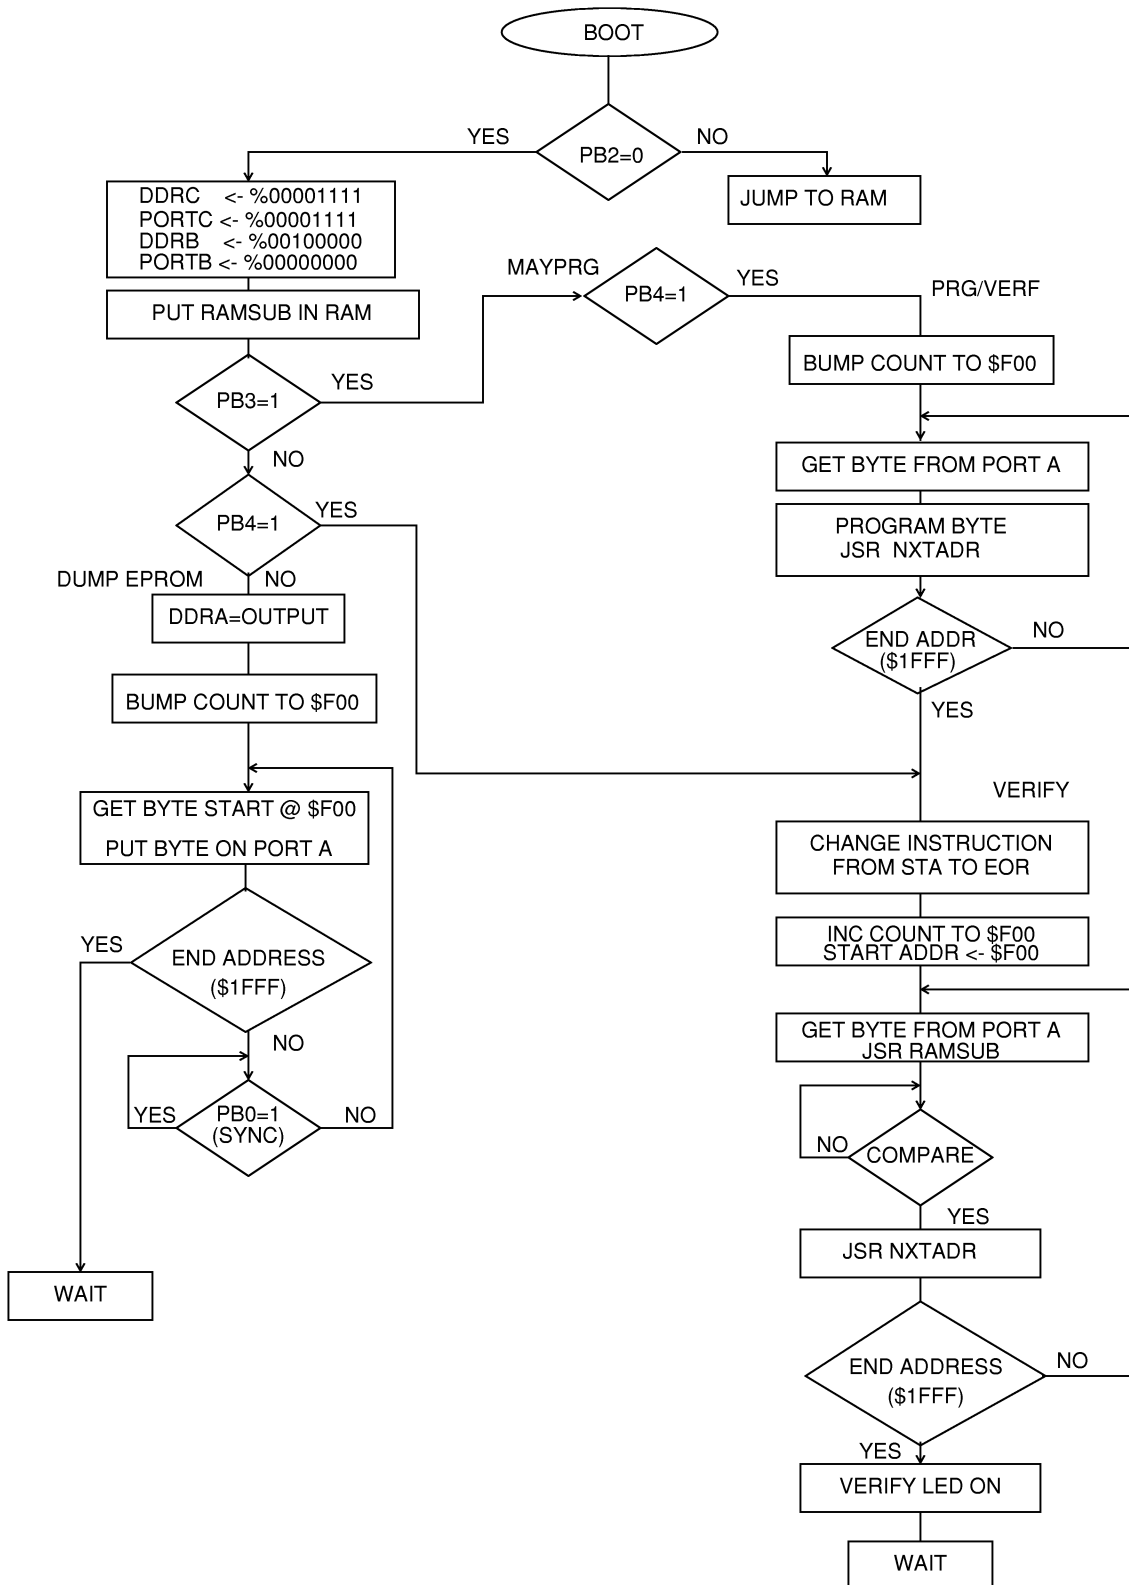 BOOT
YES
PB2=0
NO
DDRC <- %00001111
PORTC <- %00001111
DDRB <- %00100000
PORTB <- %00000000
JUMP TO RAM
PUT RAMSUB IN RAM
MAYPRG
PB4=1
YES
PRG/VERF
BUMP COUNT TO $F00
PB3=1
YES
NO
GET BYTE FROM PORT A
PROGRAM BYTE
JSR NXTADR
PB4=1
YES
DUMP EPROM
NO
DDRA=OUTPUT
END ADDR
($1FFF)
NO
YES
BUMP COUNT TO $F00
VERIFY
GET BYTE START @ $F00
PUT BYTE ON PORT A
CHANGE INSTRUCTION
FROM STA TO EOR
YES
END ADDRESS
($1FFF)
INC COUNT TO $F00
START ADDR <- $F00
NO
GET BYTE FROM PORT A
JSR RAMSUB
YES
PB0=1
(SYNC)
NO
NO
COMPARE
YES
JSR NXTADR
WAIT
END ADDRESS
($1FFF)
NO
YES
VERIFY LED ON
WAIT